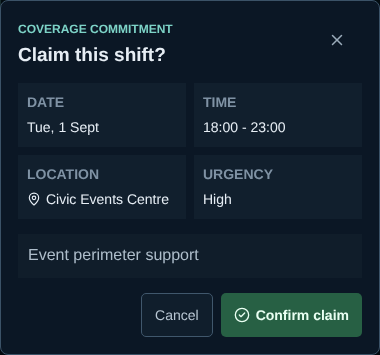 COVERAGE COMMITMENT
Claim this shift?
DATE
Tue, 1 Sept
TIME
18:00 - 23:00
LOCATION
Civic Events Centre
URGENCY
High
Event perimeter support
Cancel
Confirm claim